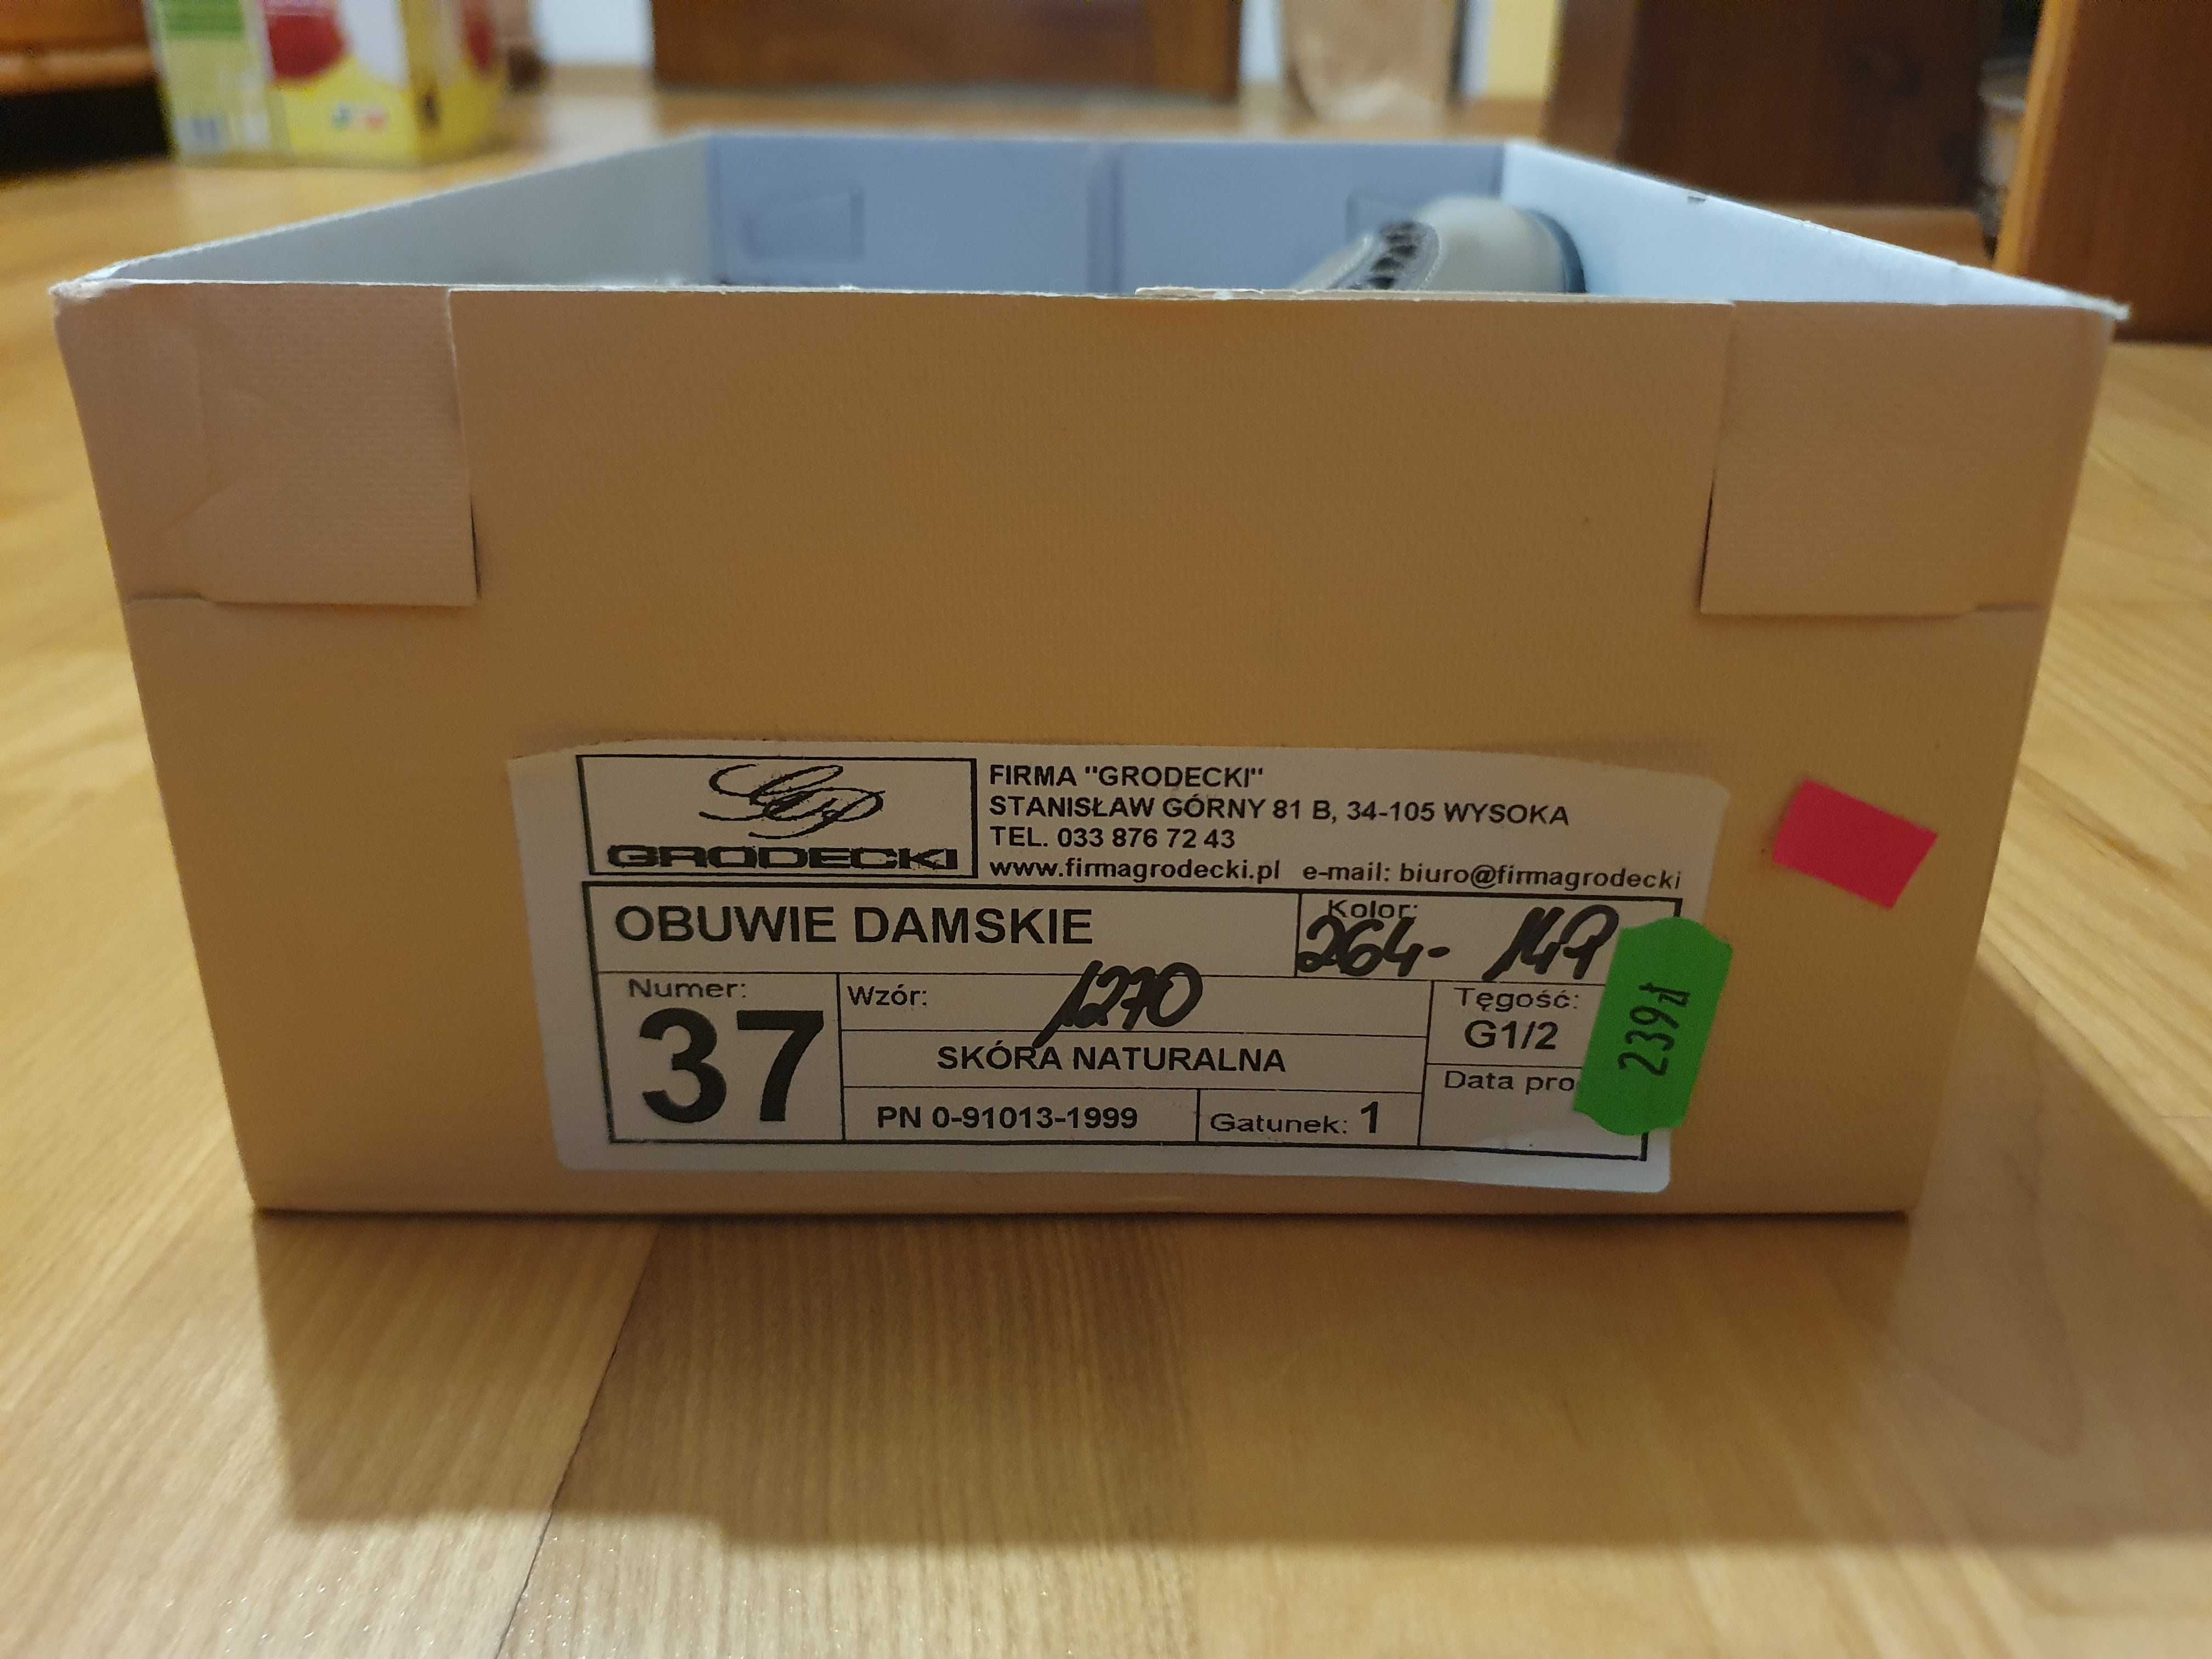 GRODECKI
FIRMA "GRODECKI"
STANISŁAW GÓRNY 81 B, 34-105 WYSOKA
TEL. 033 876 72 43
www.firmagrodecki.pl e-mail: biuro@firmagrodecki
OBUWIE DAMSKIE
Kolor:
264- 149
Numer:
37
Wzór: 1270
SKÓRA NATURALNA
PN 0-91013-1999
Gatunek: 1
Tęgość:
G1/2
Data pro
239zł